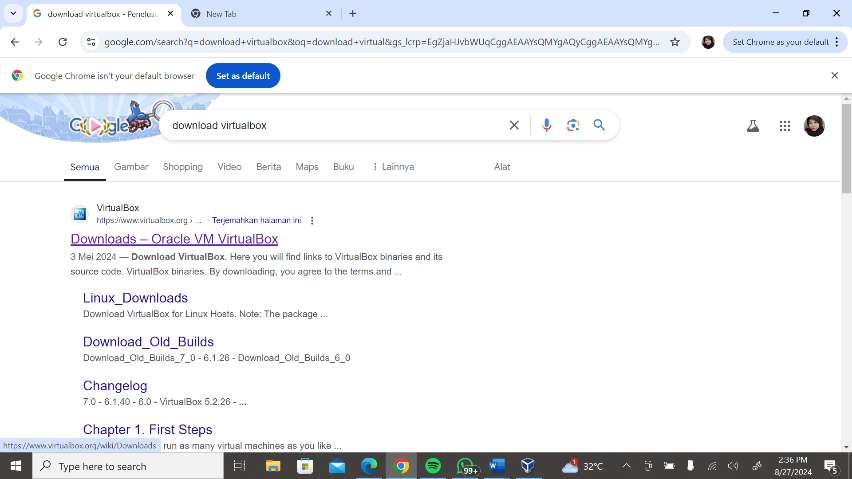 download virtualbox - Penelusu
New Tab
google.com/search?q=download+virtualbox&oq=download+virtual&gs_lcrp=EgZjaHJvbWUqCggAEAAYsQMYgAQyCggAEAAYsQMYg...
Set Chrome as your default
Google Chrome isn't your default browser
Set as default
Google
download virtualbox
Semua
Gambar
Shopping
Video
Berita
Maps
Buku
Lainnya
Alat
VirtualBox
https://www.virtualbox.org › ... · Terjemahkan halaman ini
Downloads – Oracle VM VirtualBox
3 Mei 2024 — Download VirtualBox. Here you will find links to VirtualBox binaries and its
source code. VirtualBox binaries. By downloading, you agree to the terms and ...
Linux_Downloads
Download VirtualBox for Linux Hosts. Note: The package ...
Download_Old_Builds
Download_Old_Builds_7_0 - 6.1.26 - Download_Old_Builds_6_0
Changelog
7.0 - 6.1.40 - 6.0 - VirtualBox 5.2.26 - ...
Chapter 1. First Steps
https://www.virtualbox.org/wiki/Downloads
run as many virtual machines as you like ...
Type here to search
99+
1
32°C
2:36 PM
8/27/2024
5